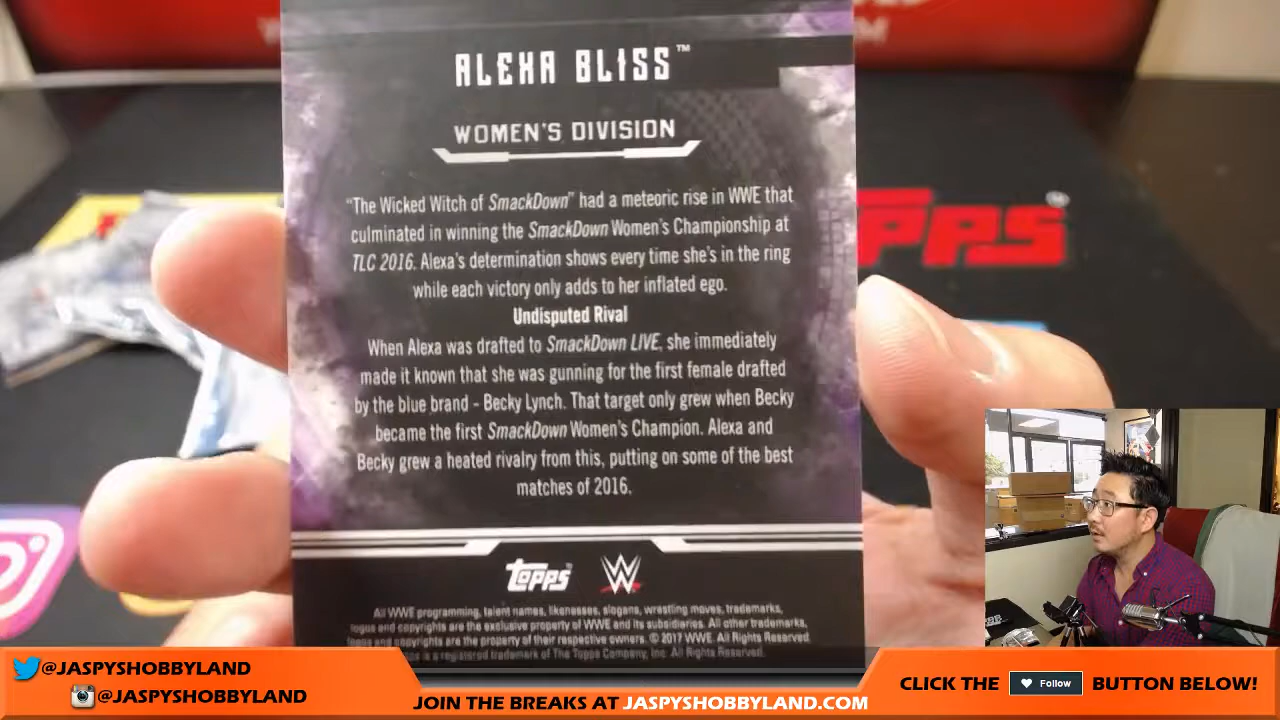 ALEXA BLISS™
WOMEN'S DIVISION
"The Wicked Witch of SmackDown" had a meteoric rise in WWE that
culminated in winning the SmackDown Women's Championship at
TLC 2016. Alexa's determination shows every time she's in the ring
while each victory only adds to her inflated ego.
Undisputed Rival
When Alexa was drafted to SmackDown LIVE, she immediately
made it known that she was gunning for the first female drafted
by the blue brand - Becky Lynch. That target only grew when Becky
became the first SmackDown Women's Champion. Alexa and
Becky grew a heated rivalry from this, putting on some of the best
matches of 2016.
TOPPS
topps W
All WWE programming, talent names, likenesses, slogans, wrestling moves, trademarks,
logos and copyrights are the exclusive property of WWE and its subsidiaries. All other trademarks,
logos and copyrights are the property of their respective owners. © 2017 WWE. All Rights Reserved.
is a registered trademark of The Topps Company, Inc. All Rights Reserved.
@JASPYSHOBBYLAND
@JASPYSHOBBYLAND
JOIN THE BREAKS AT JASPYSHOBBYLAND.COM
CLICK THE Follow BUTTON BELOW!